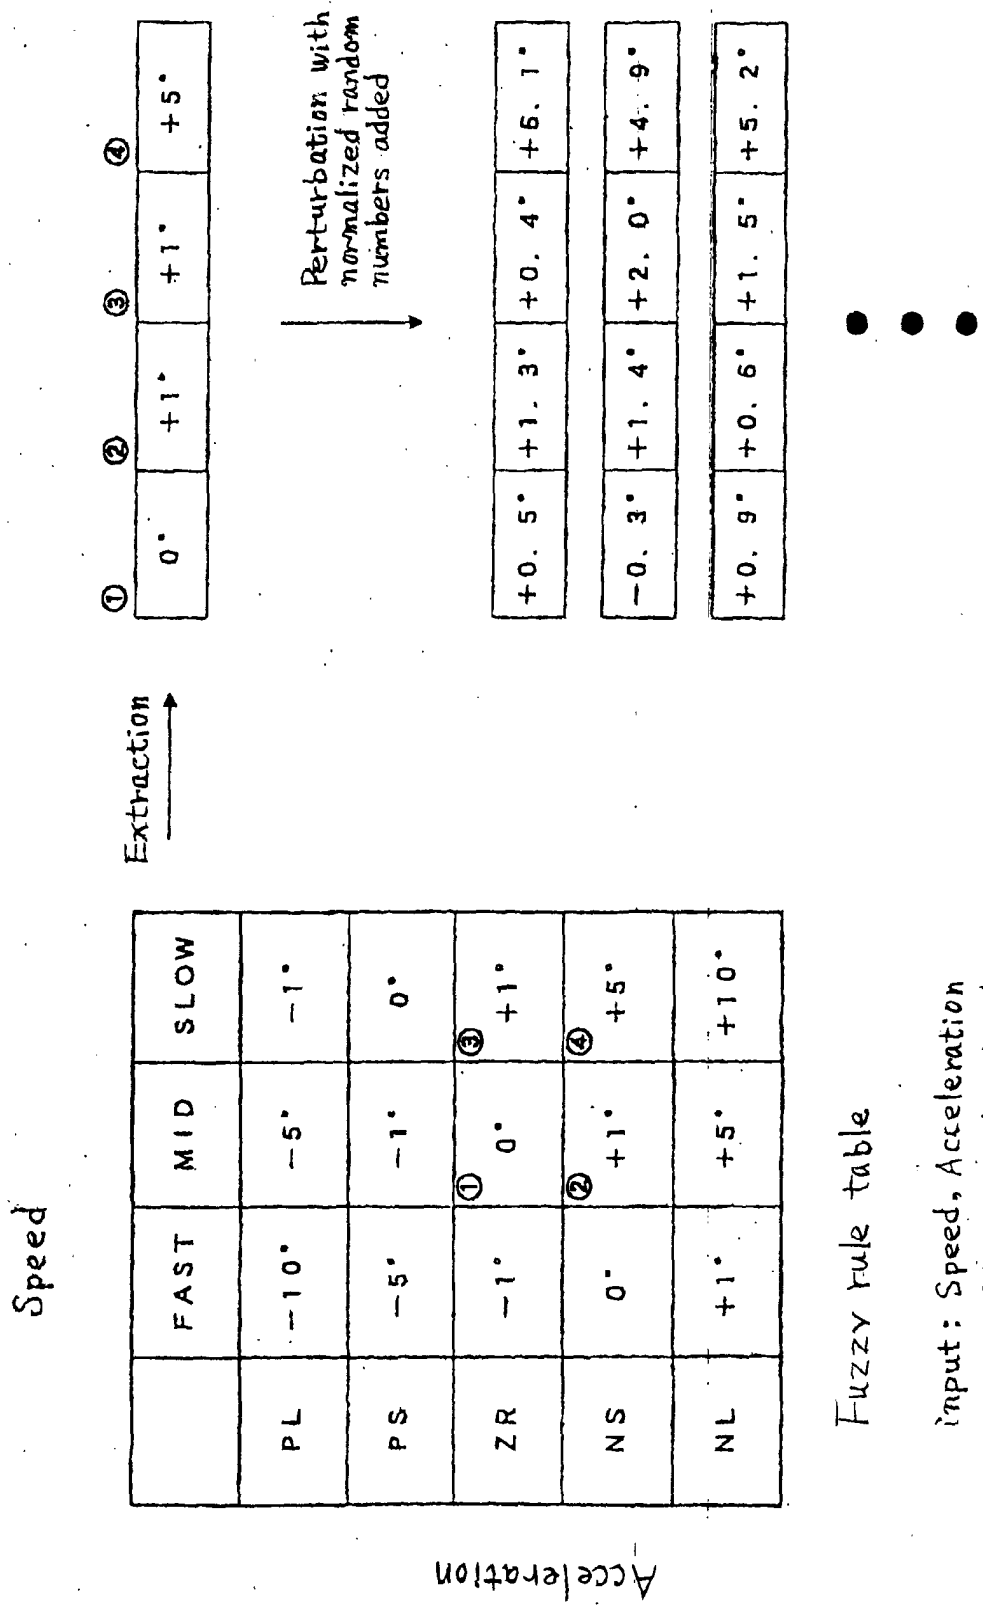 Speed
FAST MID SLOW
PL −10° −5° −1°
PS −5° −1° 0°
ZR −1° ① 0° ③ +1°
NS 0° ② +1° ④ +5°
NL +1° +5° +10°
Acceleration
Fuzzy rule table
input: Speed, Acceleration
Extraction
① ② ③ ④
0° +1° +1° +5°
Perturbation with
normalized random
numbers added
+0. 5° +1. 3° +0. 4° +6. 1°
−0. 3° +1. 4° +2. 0° +4. 9°
+0. 9° +0. 6° +1. 5° +5. 2°